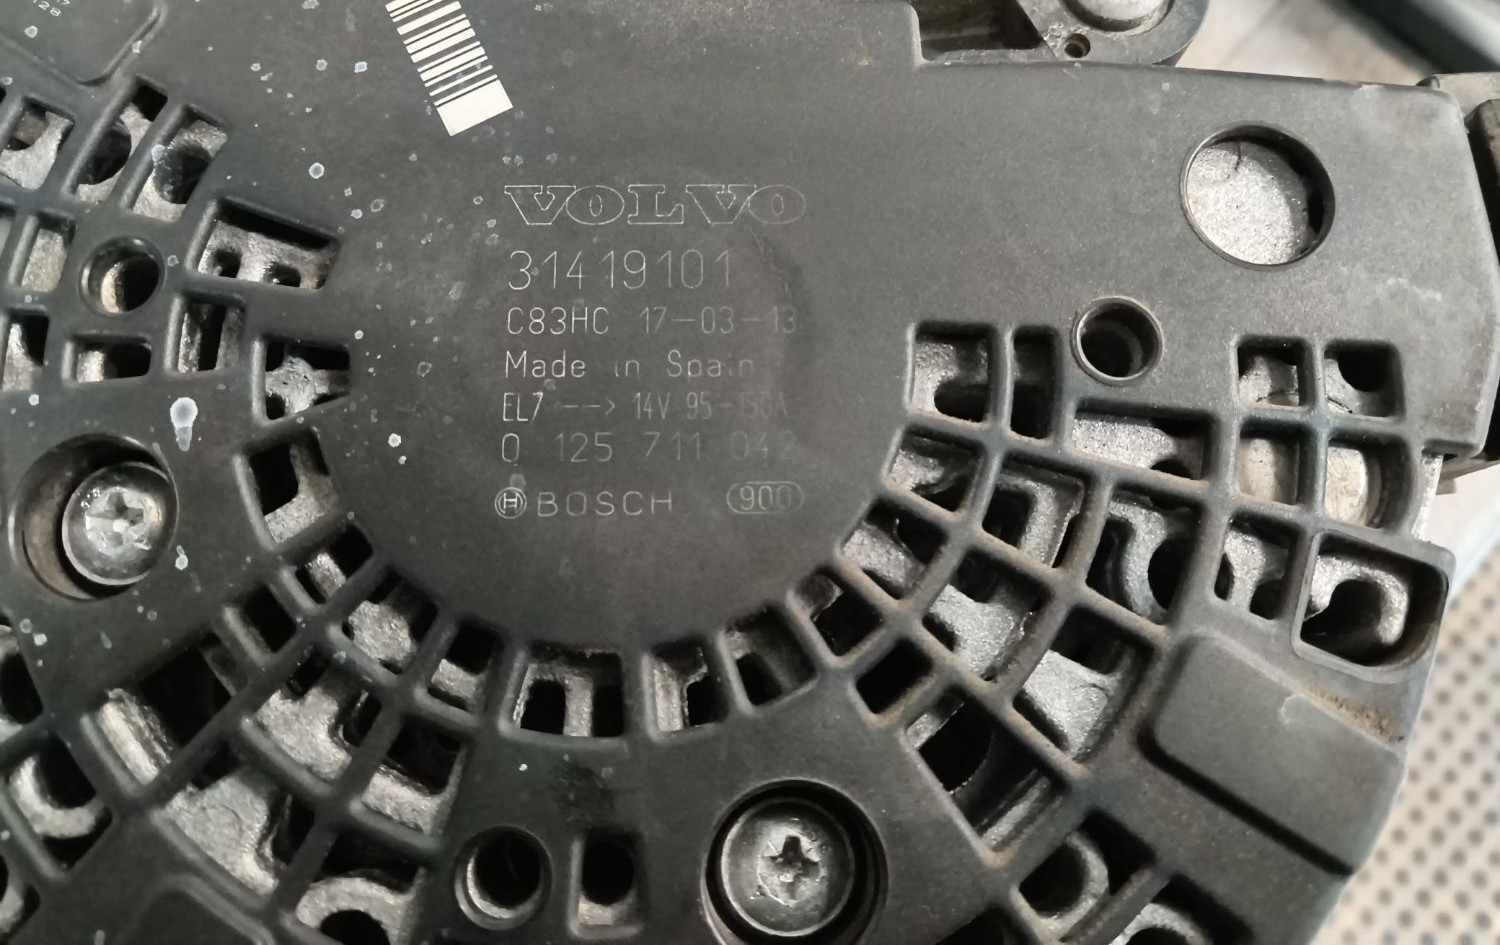 VOLVO
31419101
C83HC 17-03-13
Made in Spain
EL7 --> 14V 95-150A
0 125 711 042
BOSCH 900